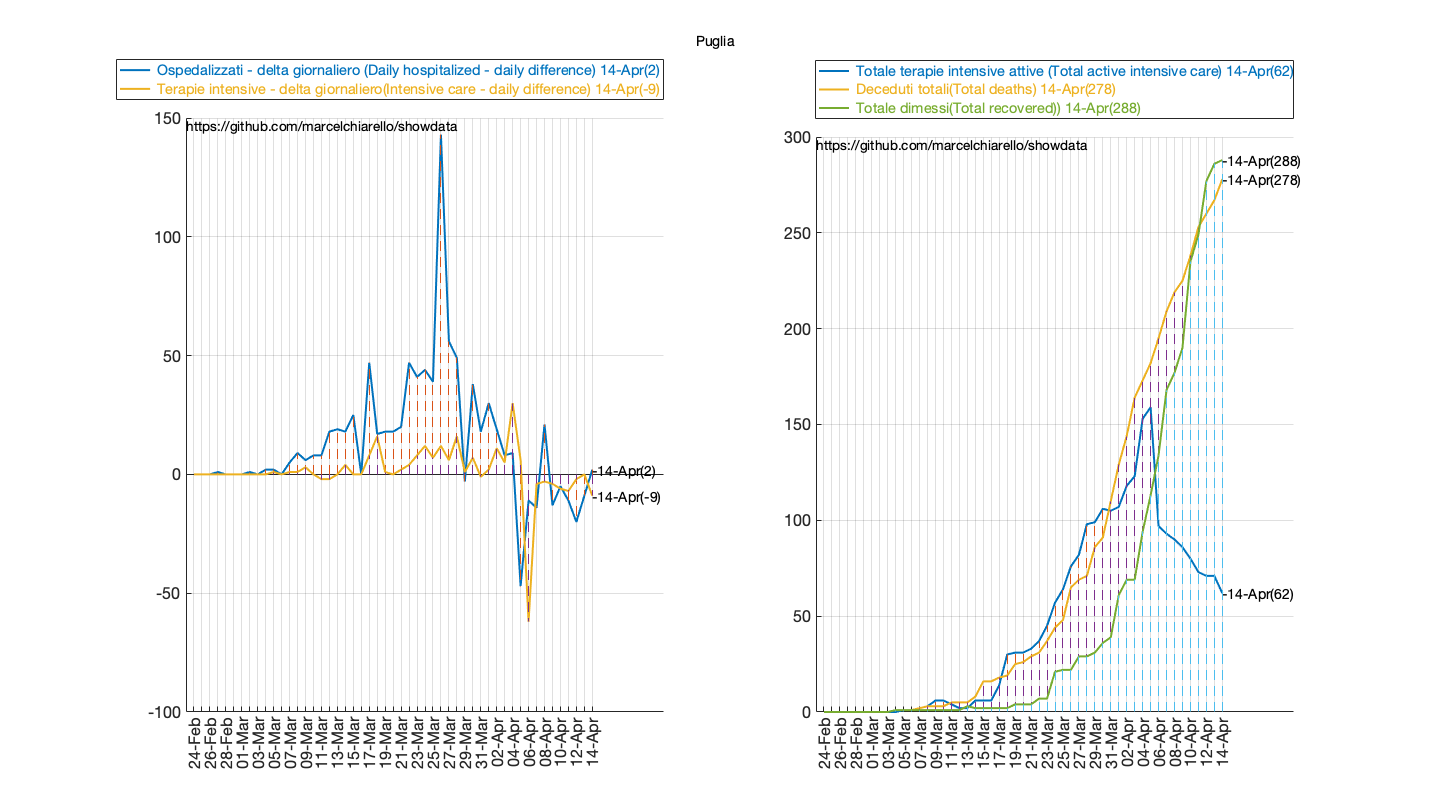 Puglia
Ospedalizzati - delta giornaliero (Daily hospitalized - daily difference) 14-Apr(2)
Terapie intensive - delta giornaliero(Intensive care - daily difference) 14-Apr(-9)
150
https://github.com/marcelchiarello/showdata
100
50
0
-50
-100
14-Apr(2)
14-Apr(-9)
24-Feb
26-Feb
28-Feb
01-Mar
03-Mar
05-Mar
07-Mar
09-Mar
11-Mar
13-Mar
15-Mar
17-Mar
19-Mar
21-Mar
23-Mar
25-Mar
27-Mar
29-Mar
31-Mar
02-Apr
04-Apr
06-Apr
08-Apr
10-Apr
12-Apr
14-Apr
Totale terapie intensive attive (Total active intensive care) 14-Apr(62)
Deceduti totali(Total deaths) 14-Apr(278)
Totale dimessi(Total recovered)) 14-Apr(288)
300
https://github.com/marcelchiarello/showdata
250
200
150
100
50
0
14-Apr(288)
14-Apr(278)
14-Apr(62)
24-Feb
26-Feb
28-Feb
01-Mar
03-Mar
05-Mar
07-Mar
09-Mar
11-Mar
13-Mar
15-Mar
17-Mar
19-Mar
21-Mar
23-Mar
25-Mar
27-Mar
29-Mar
31-Mar
02-Apr
04-Apr
06-Apr
08-Apr
10-Apr
12-Apr
14-Apr